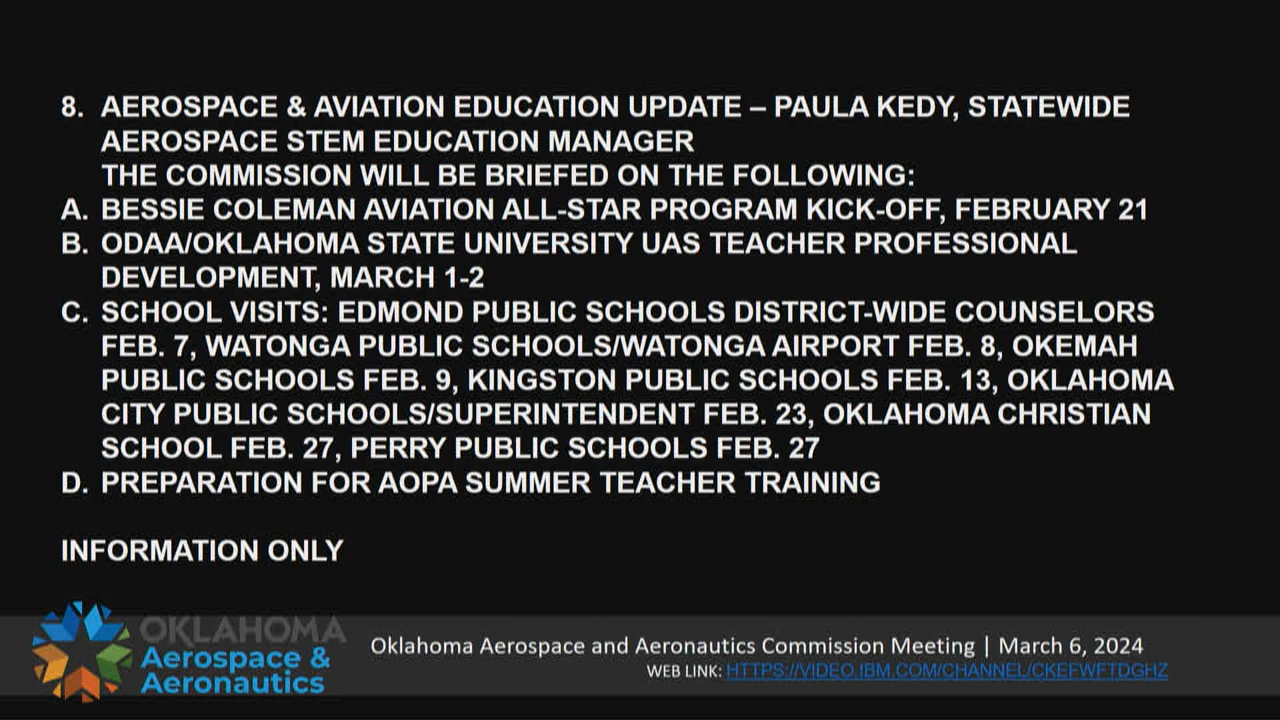 8. AEROSPACE & AVIATION EDUCATION UPDATE – PAULA KEDY, STATEWIDE
AEROSPACE STEM EDUCATION MANAGER
THE COMMISSION WILL BE BRIEFED ON THE FOLLOWING:
A. BESSIE COLEMAN AVIATION ALL-STAR PROGRAM KICK-OFF, FEBRUARY 21
B. ODAA/OKLAHOMA STATE UNIVERSITY UAS TEACHER PROFESSIONAL
DEVELOPMENT, MARCH 1-2
C. SCHOOL VISITS: EDMOND PUBLIC SCHOOLS DISTRICT-WIDE COUNSELORS
FEB. 7, WATONGA PUBLIC SCHOOLS/WATONGA AIRPORT FEB. 8, OKEMAH
PUBLIC SCHOOLS FEB. 9, KINGSTON PUBLIC SCHOOLS FEB. 13, OKLAHOMA
CITY PUBLIC SCHOOLS/SUPERINTENDENT FEB. 23, OKLAHOMA CHRISTIAN
SCHOOL FEB. 27, PERRY PUBLIC SCHOOLS FEB. 27
D. PREPARATION FOR AOPA SUMMER TEACHER TRAINING
INFORMATION ONLY
OKLAHOMA
Aerospace &
Aeronautics
Oklahoma Aerospace and Aeronautics Commission Meeting | March 6, 2024
WEB LINK: HTTPS://VIDEO.IBM.COM/CHANNEL/CKEFWFTDGHZ